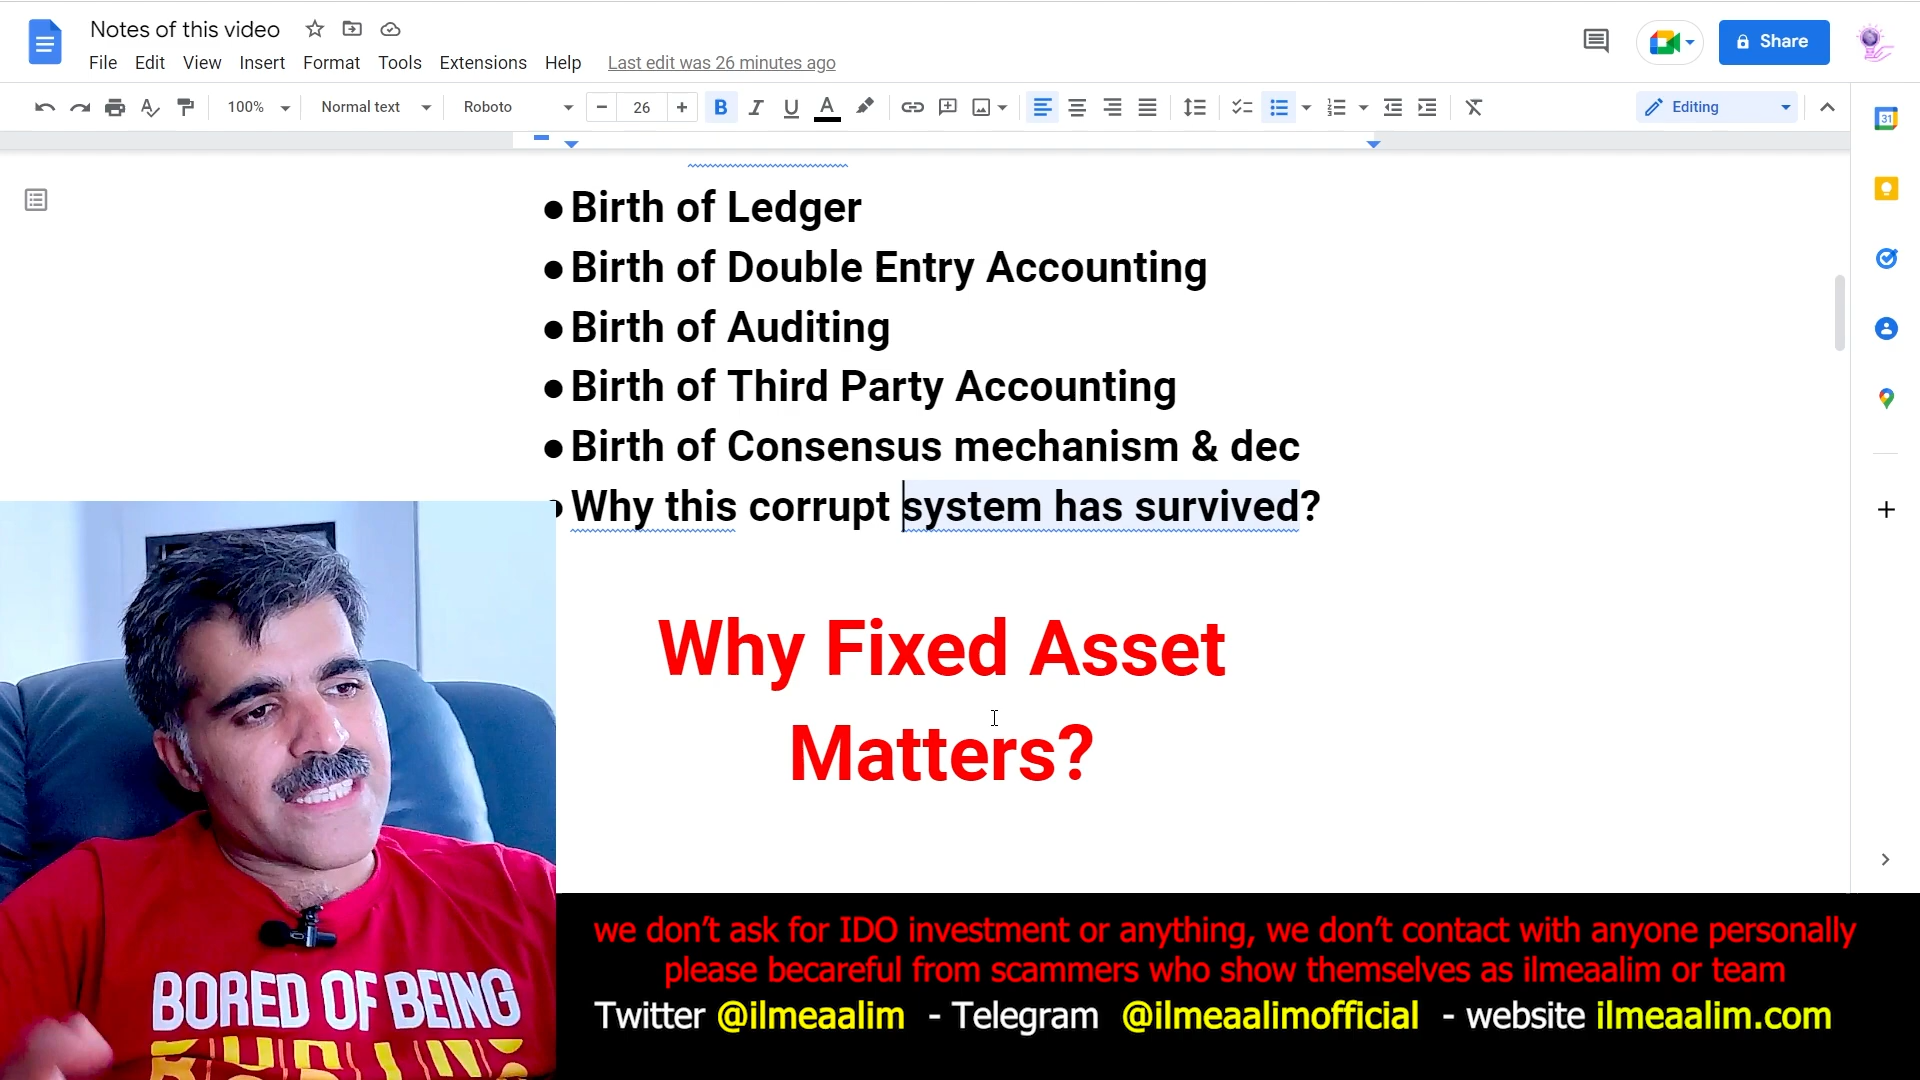 Notes of this video
File Edit View Insert Format Tools Extensions Help Last edit was 26 minutes ago
Share
100% Normal text Roboto 26 B I U A Editing
31
Birth of Ledger
Birth of Double Entry Accounting
Birth of Auditing
Birth of Third Party Accounting
Birth of Consensus mechanism & dec
Why this corrupt system has survived?
Why Fixed Asset
Matters?
BORED OF BEING
we don't ask for IDO investment or anything, we don't contact with anyone personally
please becareful from scammers who show themselves as ilmeaalim or team
Twitter @ilmeaalim - Telegram @ilmeaalimofficial - website ilmeaalim.com